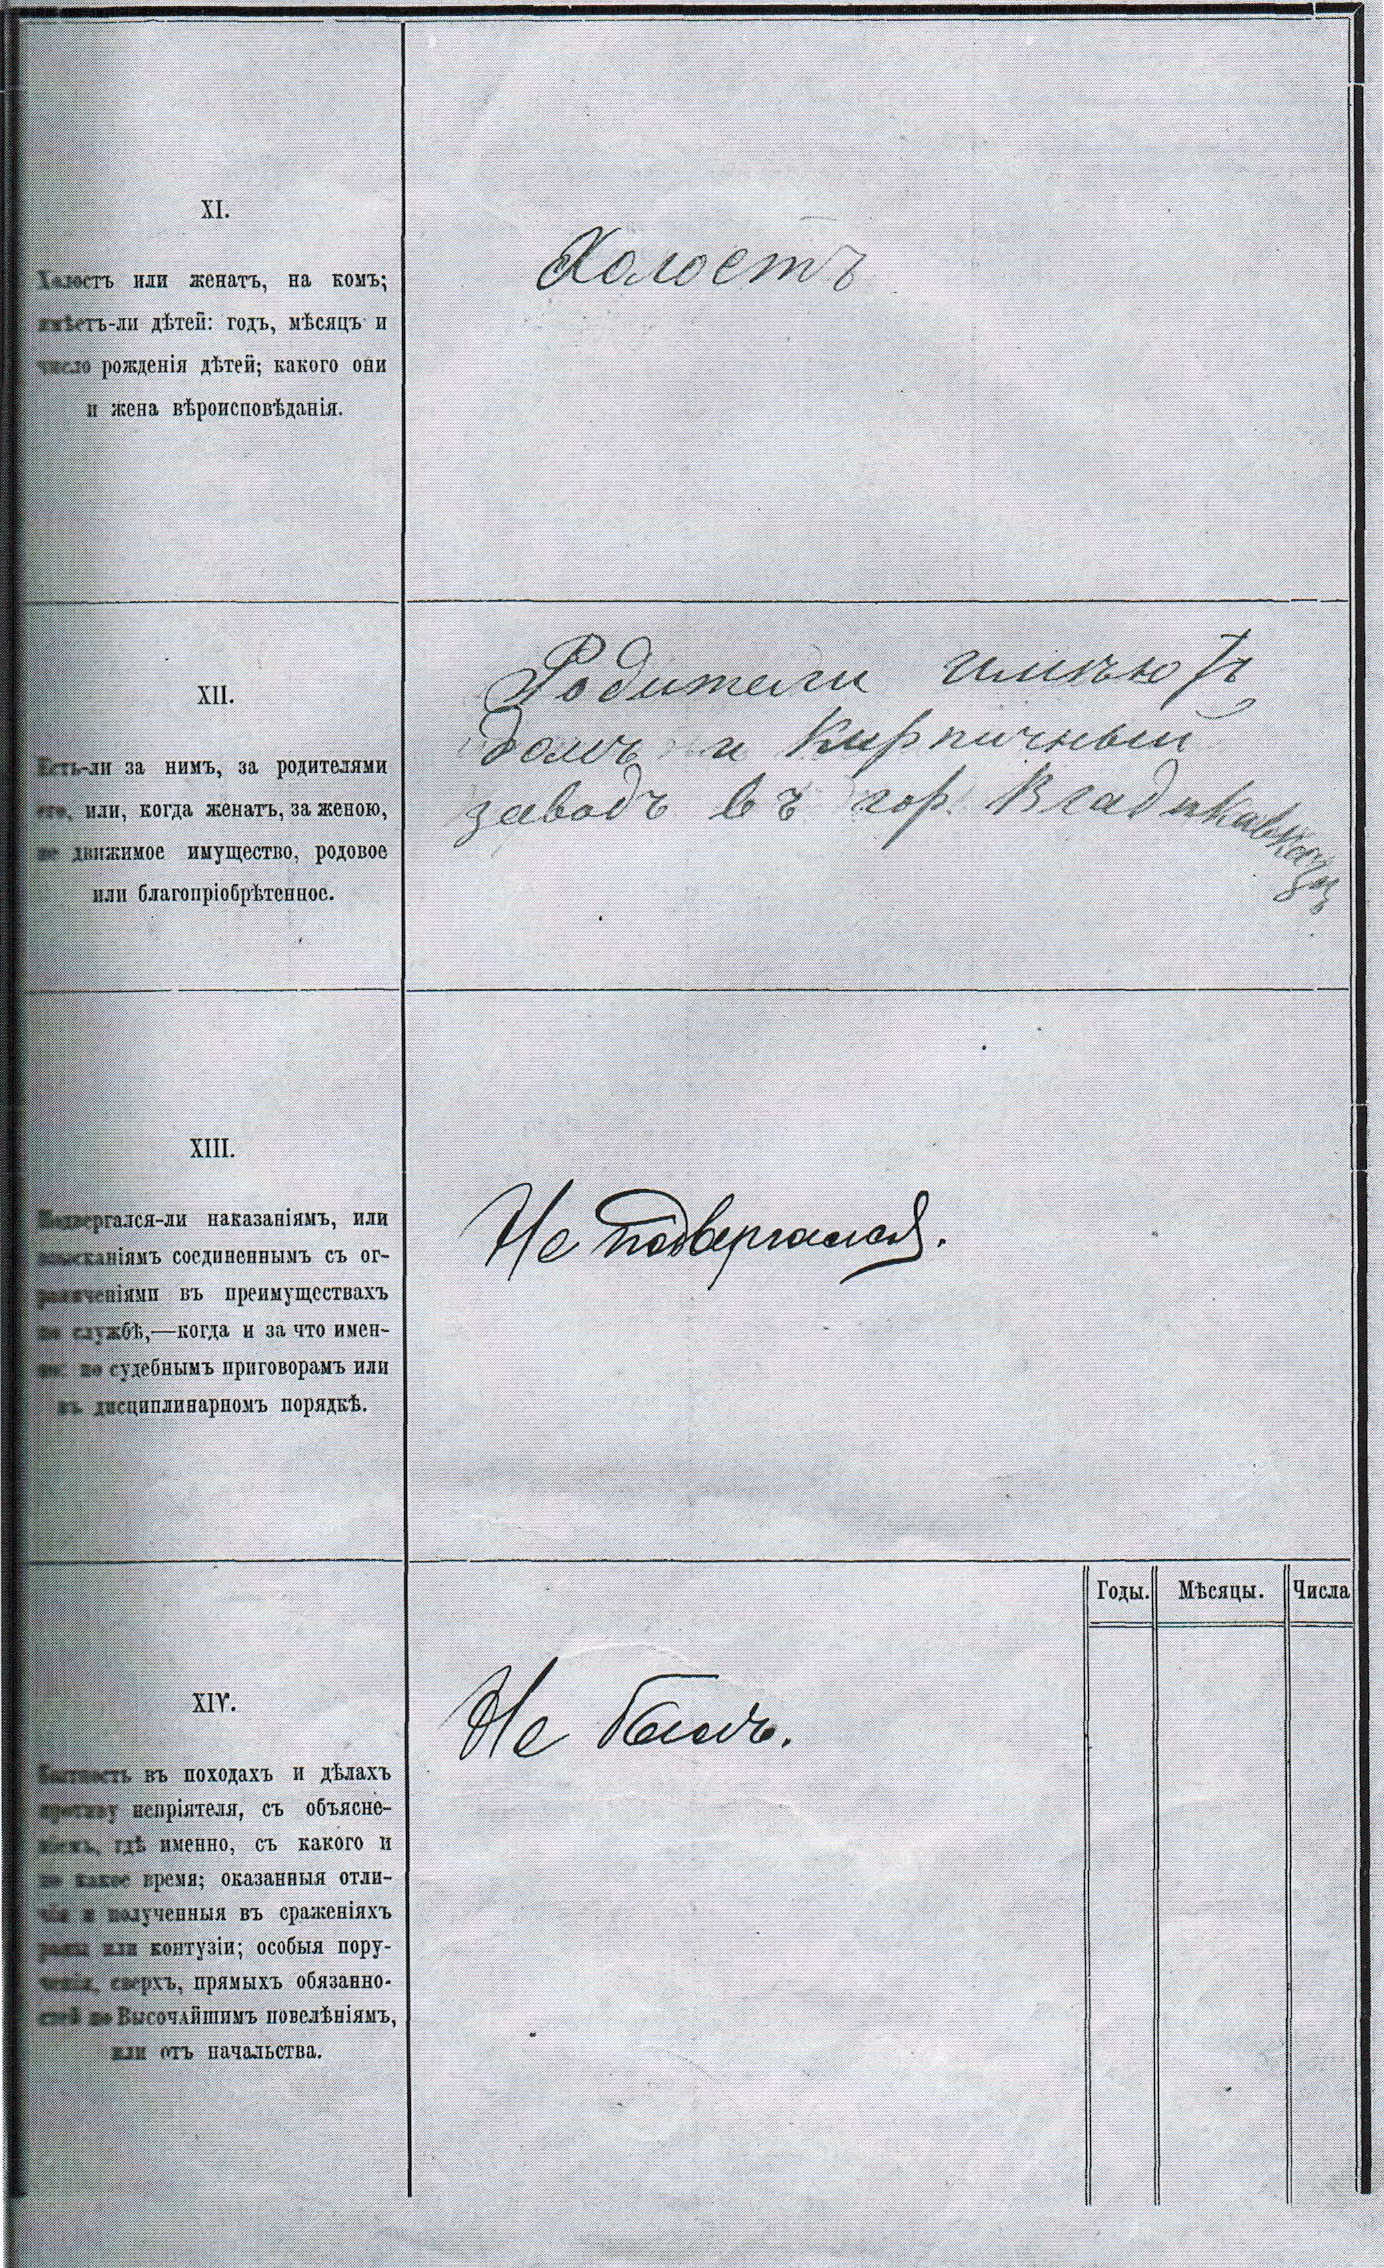 XI.
Холостъ или женатъ, на комъ;
имѣетъ-ли дѣтей: годъ, мѣсяцъ и
число рожденія дѣтей; какого они
и жена вѣроисповѣданія.
Холостъ
XII.
Есть-ли за нимъ, за родителями
его, или, когда женатъ, за женою,
не движимое имущество, родовое
или благопріобрѣтенное.
Родители имѣютъ
домъ и кирпичный
заводъ въ гор. Владикавказѣ
XIII.
Подвергался-ли наказаніямъ, или
взысканіямъ соединеннымъ съ ог-
раниченіями въ преимуществахъ
по службѣ,—когда и за что имен-
но: по судебнымъ приговорамъ или
въ дисциплинарномъ порядкѣ.
Не подвергался.
XIV.
Бытность въ походахъ и дѣлахъ
противу непріятеля, съ объясне-
ніемъ, гдѣ именно, съ какого и
по какое время; оказанныя отли-
чія и полученныя въ сраженіяхъ
раны или контузіи; особыя пору-
ченія, сверхъ, прямыхъ обязанно-
стей по Высочайшимъ повелѣніямъ,
или отъ начальства.
Не былъ.
Годы. Мѣсяцы. Числа